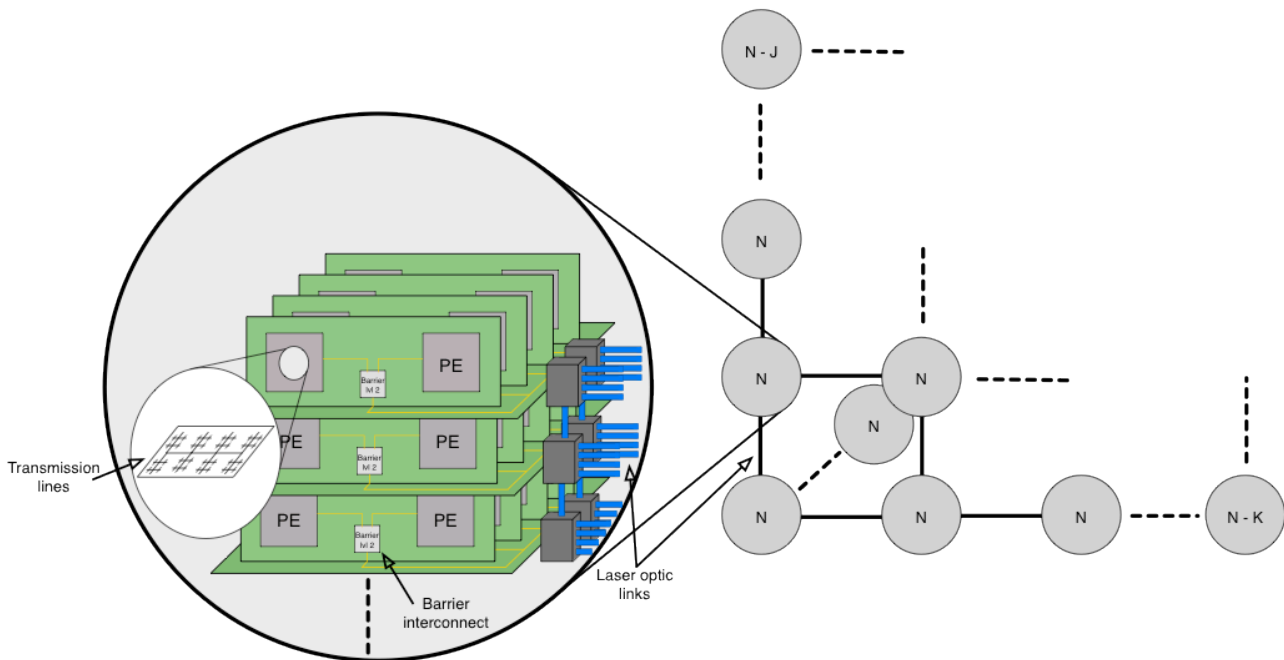 N - J
N
N
N
N
N
N
N
N - K
PE
Barrier
lvl 2
PE
Barrier
lvl 2
PE
PE
Barrier
lvl 2
PE
Transmission
lines
Barrier
interconnect
Laser optic
links